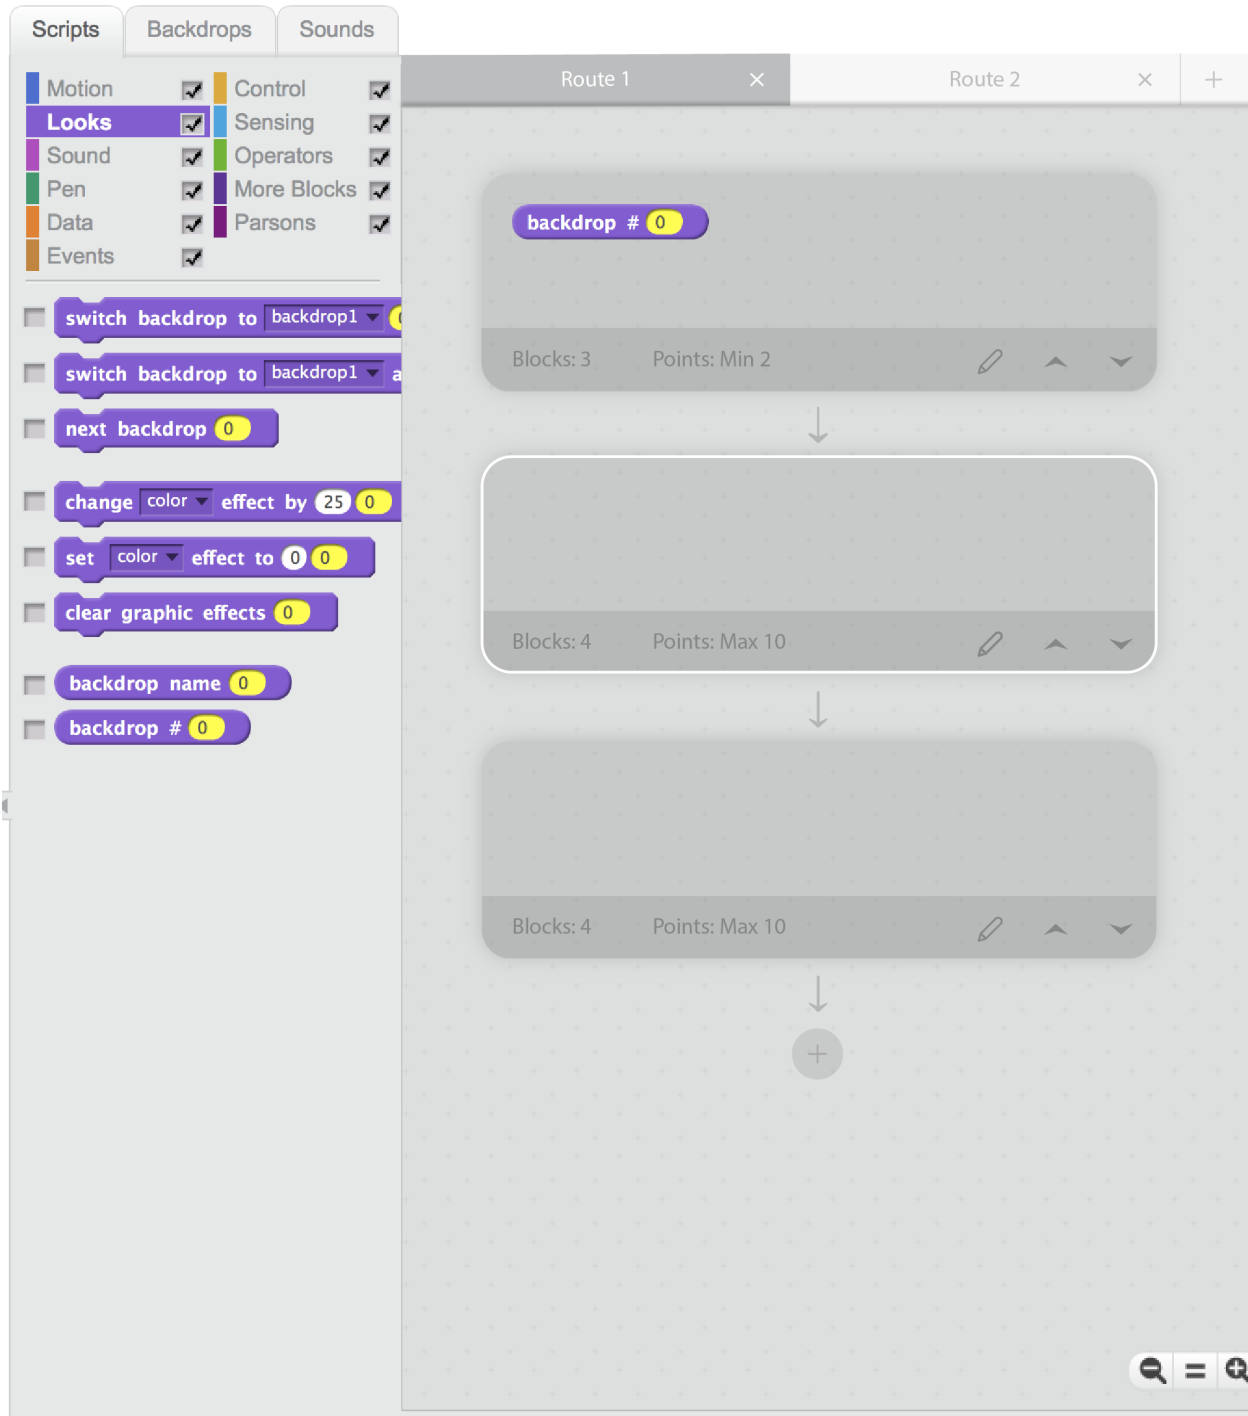 Scripts Backdrops Sounds
Motion Control
Looks Sensing
Sound Operators
Pen More Blocks
Data Parsons
Events
switch backdrop to backdrop1
switch backdrop to backdrop1
next backdrop 0
change color effect by 25 0
set color effect to 0 0
clear graphic effects 0
backdrop name 0
backdrop # 0
Route 1 × Route 2 × +
backdrop # 0
Blocks: 3 Points: Min 2
Blocks: 4 Points: Max 10
Blocks: 4 Points: Max 10
+